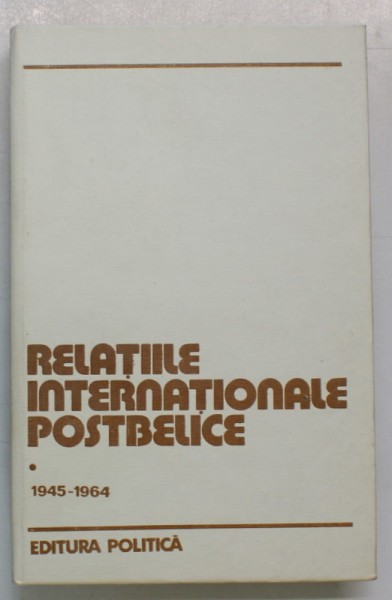 RELAȚIILE
INTERNAȚIONALE
POSTBELICE
•
1945-1964
EDITURA POLITICĂ